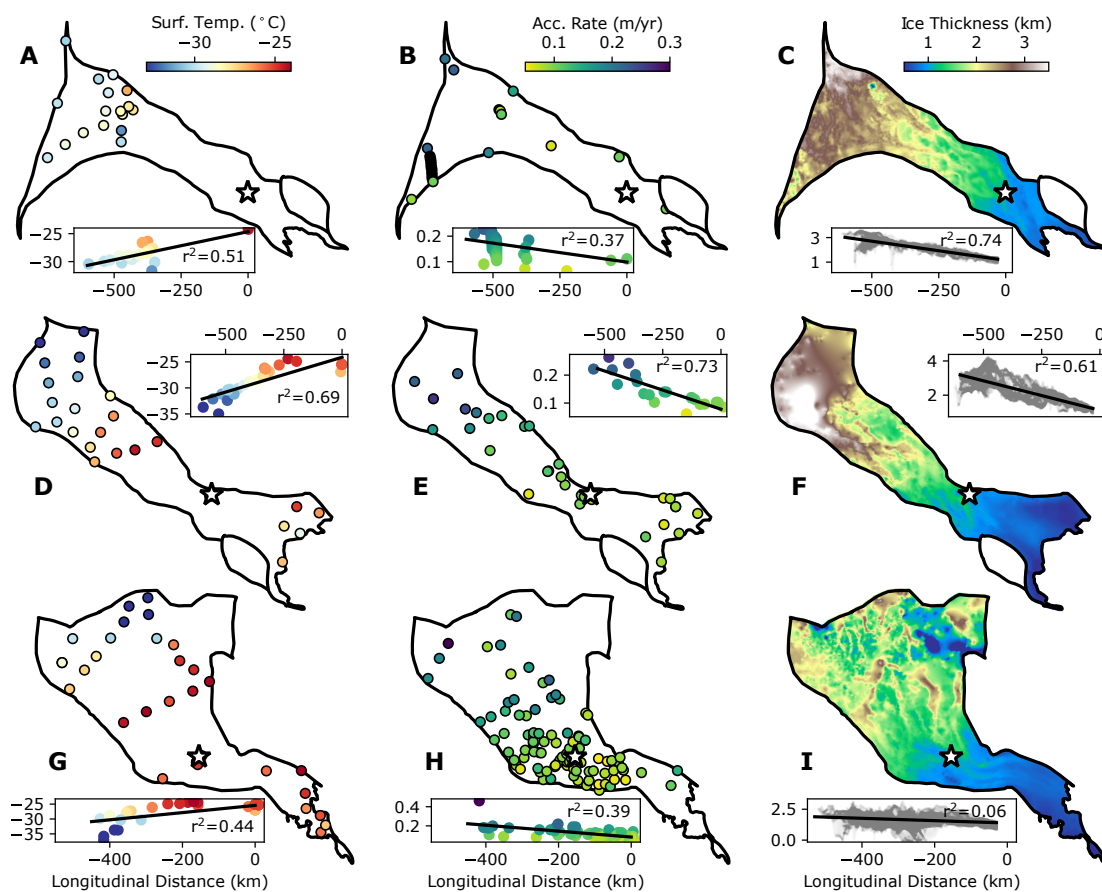 Surf. Temp. (°C)
−30 −25
Acc. Rate (m/yr)
0.1 0.2 0.3
Ice Thickness (km)
1 2 3
A
B
C
−25
−30
r²=0.51
−500 −250 0
0.2
0.1
r²=0.37
−500 −250 0
3
1
r²=0.74
−500 −250 0
−500 −250 0
−25
−30
−35
r²=0.69
−500 −250 0
0.2
0.1
r²=0.73
−500 −250 0
4
2
r²=0.61
D
E
F
G
H
I
−25
−30
−35
r²=0.44
−400 −200 0
Longitudinal Distance (km)
0.4
0.2
r²=0.39
−400 −200 0
Longitudinal Distance (km)
2.5
0.0
r²=0.06
−400 −200 0
Longitudinal Distance (km)